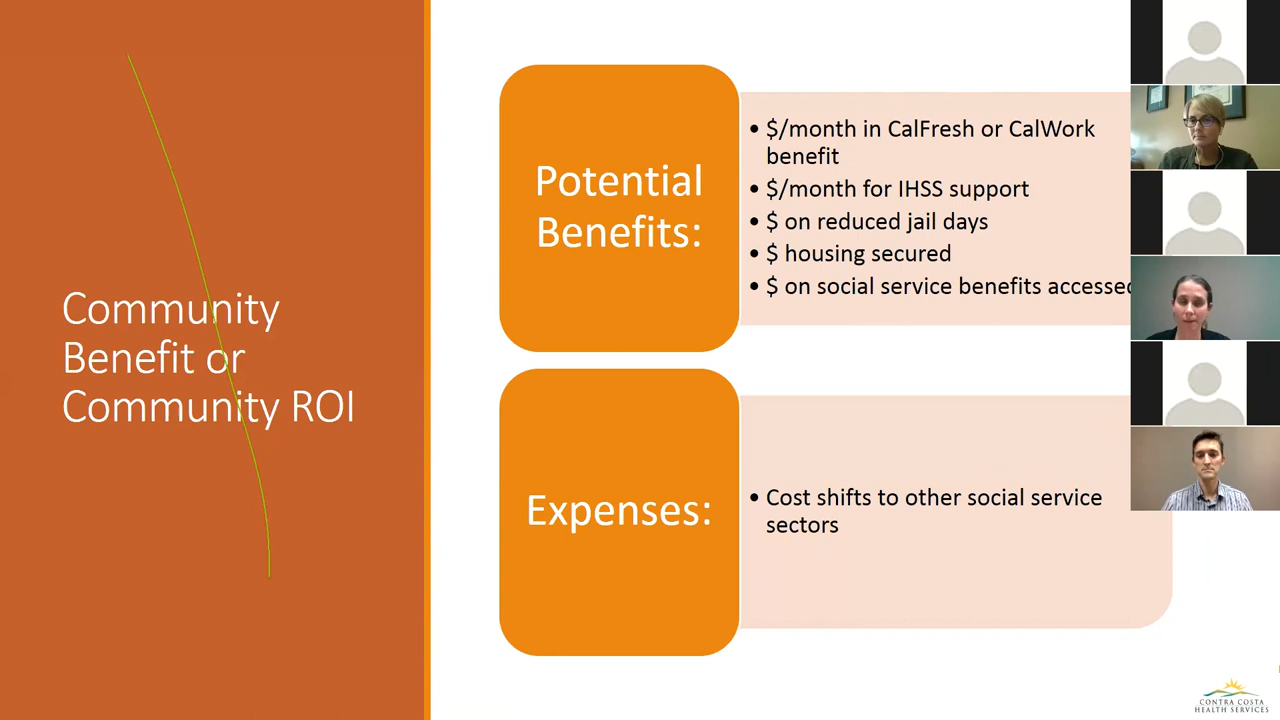 Community
Benefit or
Community ROI
Potential
Benefits:
• $/month in CalFresh or CalWork
benefit
• $/month for IHSS support
• $ on reduced jail days
• $ housing secured
• $ on social service benefits accessed
Expenses:
• Cost shifts to other social service
sectors
CONTRA COSTA
HEALTH SERVICES